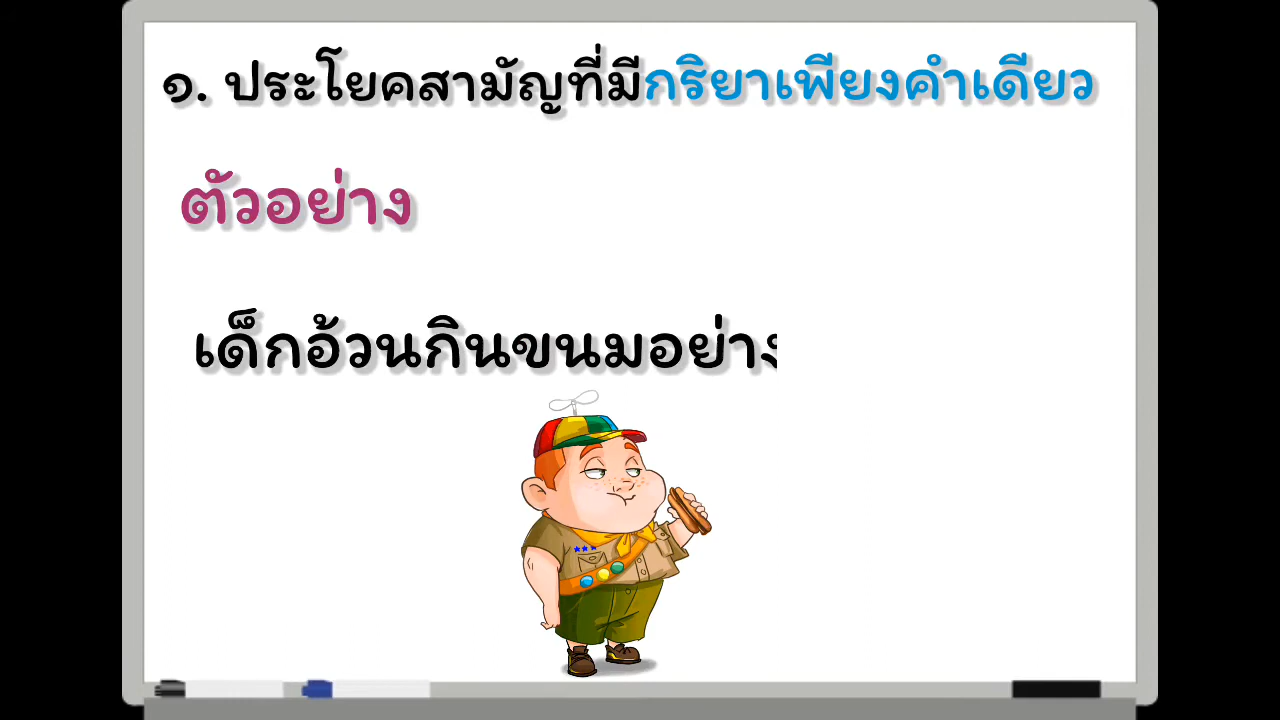 ๑. ประโยคสามัญที่มีกริยาเพียงคำเดียว
ตัวอย่าง
เด็กอ้วนกินขนมอย่าง